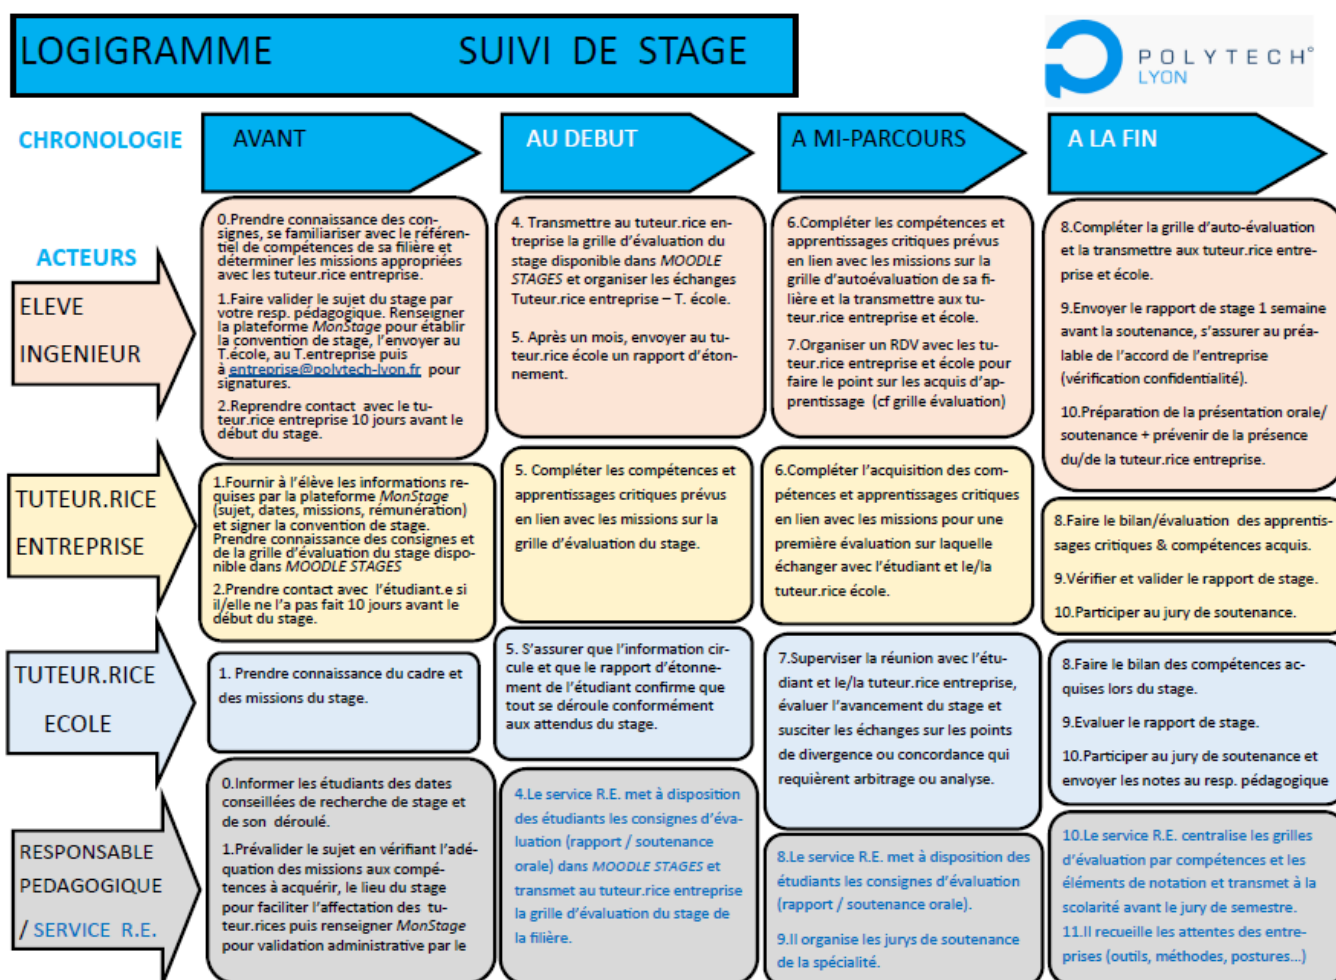 LOGIGRAMME SUIVI DE STAGE
POLYTECH°
LYON
CHRONOLOGIE
AVANT
AU DEBUT
A MI-PARCOURS
A LA FIN
ACTEURS
ELEVE
INGENIEUR
0.Prendre connaissance des con-
signes, se familiariser avec le référen-
tiel de compétences de sa filière et
déterminer les missions appropriées
avec les tuteur.rice entreprise.
1.Faire valider le sujet du stage par
votre resp. pédagogique. Renseigner
la plateforme MonStage pour établir
la convention de stage, l'envoyer au
T.école, au T.entreprise puis
à entreprise@polytech-lyon.fr pour
signatures.
2.Reprendre contact avec le tu-
teur.rice entreprise 10 jours avant le
début du stage.
4. Transmettre au tuteur.rice en-
treprise la grille d'évaluation du
stage disponible dans MOODLE
STAGES et organiser les échanges
Tuteur.rice entreprise – T. école.
5. Après un mois, envoyer au tu-
teur.rice école un rapport d'éton-
nement.
6.Compléter les compétences et
apprentissages critiques prévus
en lien avec les missions sur la
grille d'autoévaluation de sa fi-
lière et la transmettre aux tu-
teur.rice entreprise et école.
7.Organiser un RDV avec les tu-
teur.rice entreprise et école pour
faire le point sur les acquis d'ap-
prentissage (cf grille évaluation)
8.Compléter la grille d'auto-évaluation
et la transmettre aux tuteur.rice entre-
prise et école.
9.Envoyer le rapport de stage 1 semaine
avant la soutenance, s'assurer au préa-
lable de l'accord de l'entreprise
(vérification confidentialité).
10.Préparation de la présentation orale/
soutenance + prévenir de la présence
du/de la tuteur.rice entreprise.
TUTEUR.RICE
ENTREPRISE
1.Fournir à l'élève les informations re-
quises par la plateforme MonStage
(sujet, dates, missions, rémunération)
et signer la convention de stage.
Prendre connaissance des consignes et
de la grille d'évaluation du stage dispo-
nible dans MOODLE STAGES
2.Prendre contact avec l'étudiant.e si
il/elle ne l'a pas fait 10 jours avant le
début du stage.
5. Compléter les compétences et
apprentissages critiques prévus
en lien avec les missions sur la
grille d'évaluation du stage.
6.Compléter l'acquisition des com-
pétences et apprentissages critiques
en lien avec les missions pour une
première évaluation sur laquelle
échanger avec l'étudiant et le/la
tuteur.rice école.
8.Faire le bilan/évaluation des apprentis-
sages critiques & compétences acquis.
9.Vérifier et valider le rapport de stage.
10.Participer au jury de soutenance.
TUTEUR.RICE
ECOLE
1. Prendre connaissance du cadre et
des missions du stage.
5. S'assurer que l'information cir-
cule et que le rapport d'étonne-
ment de l'étudiant confirme que
tout se déroule conformément
aux attendus du stage.
7.Superviser la réunion avec l'étu-
diant et le/la tuteur.rice entreprise,
évaluer l'avancement du stage et
susciter les échanges sur les points
de divergence ou concordance qui
requièrent arbitrage ou analyse.
8.Faire le bilan des compétences ac-
quises lors du stage.
9.Evaluer le rapport de stage.
10.Participer au jury de soutenance et
envoyer les notes au resp. pédagogique
RESPONSABLE
PEDAGOGIQUE
/ SERVICE R.E.
0.Informer les étudiants des dates
conseillées de recherche de stage et
de son déroulé.
1.Prévalider le sujet en vérifiant l'adé-
quation des missions aux compé-
tences à acquérir, le lieu du stage
pour faciliter l'affectation des tu-
teur.rices puis renseigner MonStage
pour validation administrative par le
4.Le service R.E. met à disposition
des étudiants les consignes d'éva-
luation (rapport / soutenance
orale) dans MOODLE STAGES et
transmet au tuteur.rice entreprise
la grille d'évaluation du stage de
la filière.
8.Le service R.E. met à disposition des
étudiants les consignes d'évaluation
(rapport / soutenance orale).
9.Il organise les jurys de soutenance
de la spécialité.
10.Le service R.E. centralise les grilles
d'évaluation par compétences et les
éléments de notation et transmet à la
scolarité avant le jury de semestre.
11.Il recueille les attentes des entre-
prises (outils, méthodes, postures...)